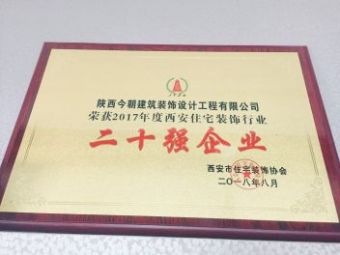 陕西今朝建筑装饰设计工程有限公司
荣获2017年度西安住宅装饰行业
二十强企业
西安市住宅装饰协会
二〇一八年八月